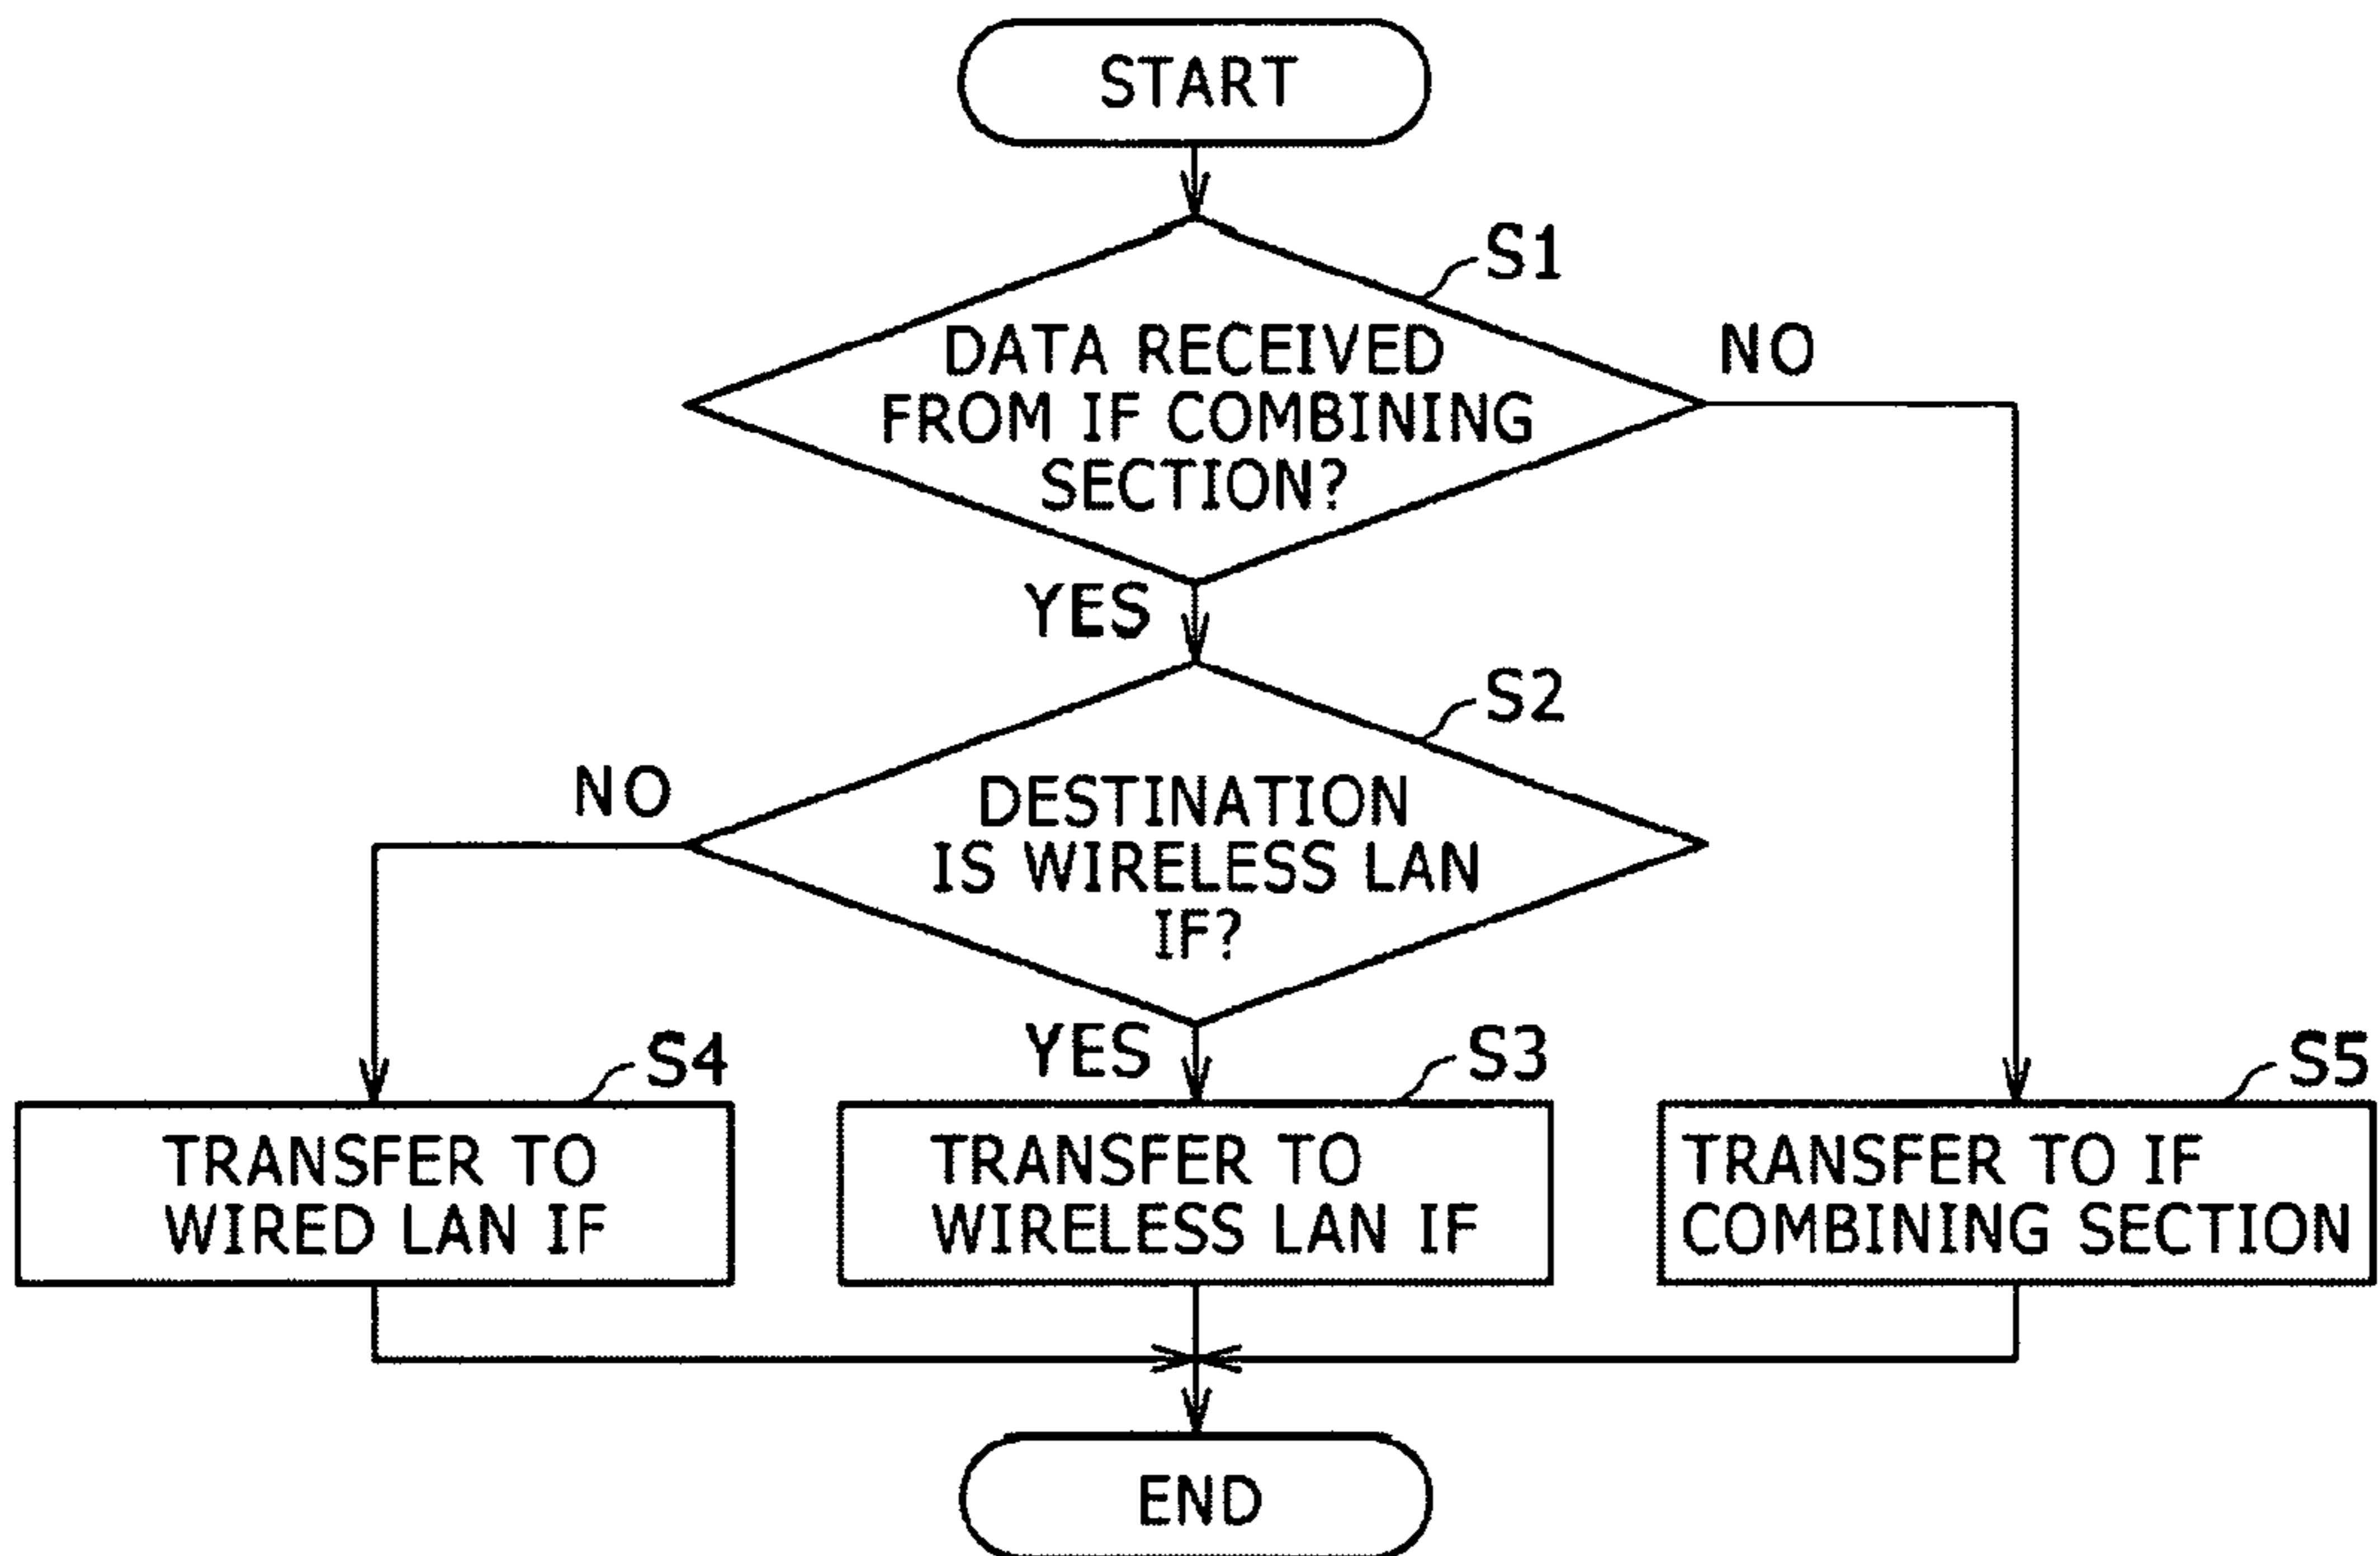 START
S1
DATA RECEIVED
FROM IF COMBINING
SECTION?
NO
YES
S2
DESTINATION
IS WIRELESS LAN
IF?
NO
YES
S4
TRANSFER TO
WIRED LAN IF
S3
TRANSFER TO
WIRELESS LAN IF
S5
TRANSFER TO IF
COMBINING SECTION
END